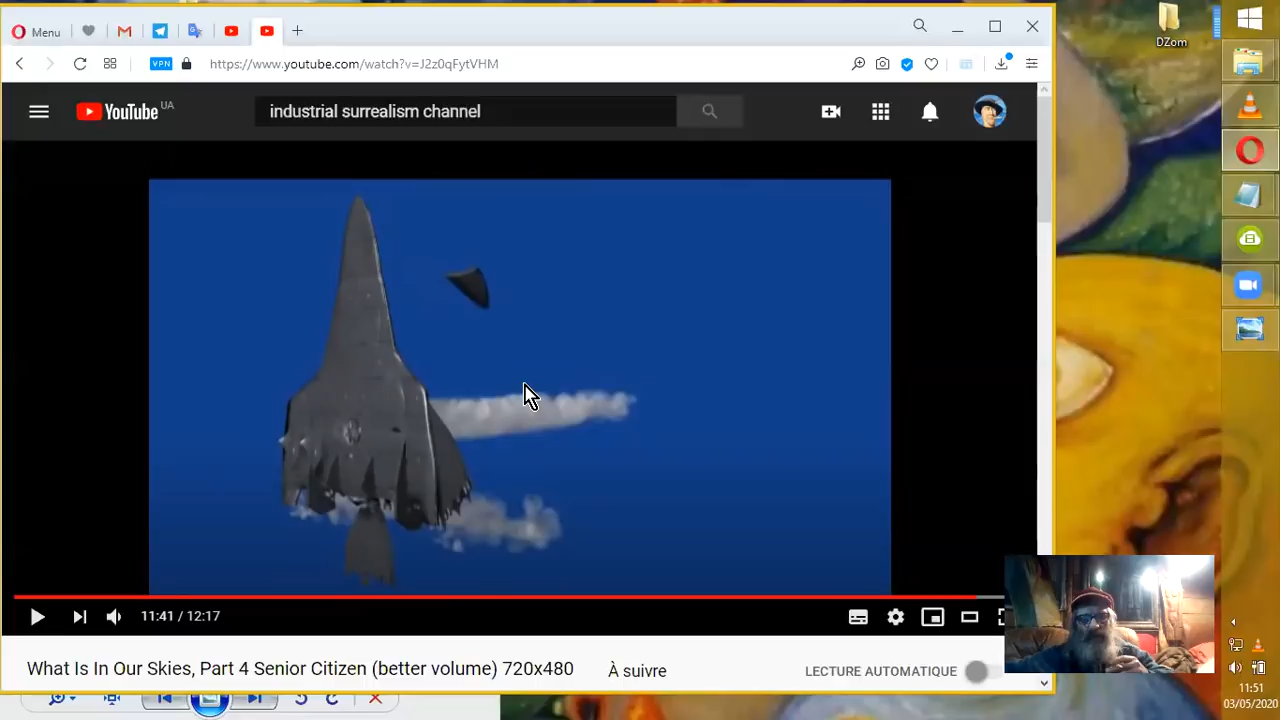 Menu
DZom
VPN
https://www.youtube.com/watch?v=J2z0qFytVHM
YouTube UA
industrial surrealism channel
11:41 / 12:17
What Is In Our Skies, Part 4 Senior Citizen (better volume) 720x480
À suivre
LECTURE AUTOMATIQUE
11:51
03/05/2020